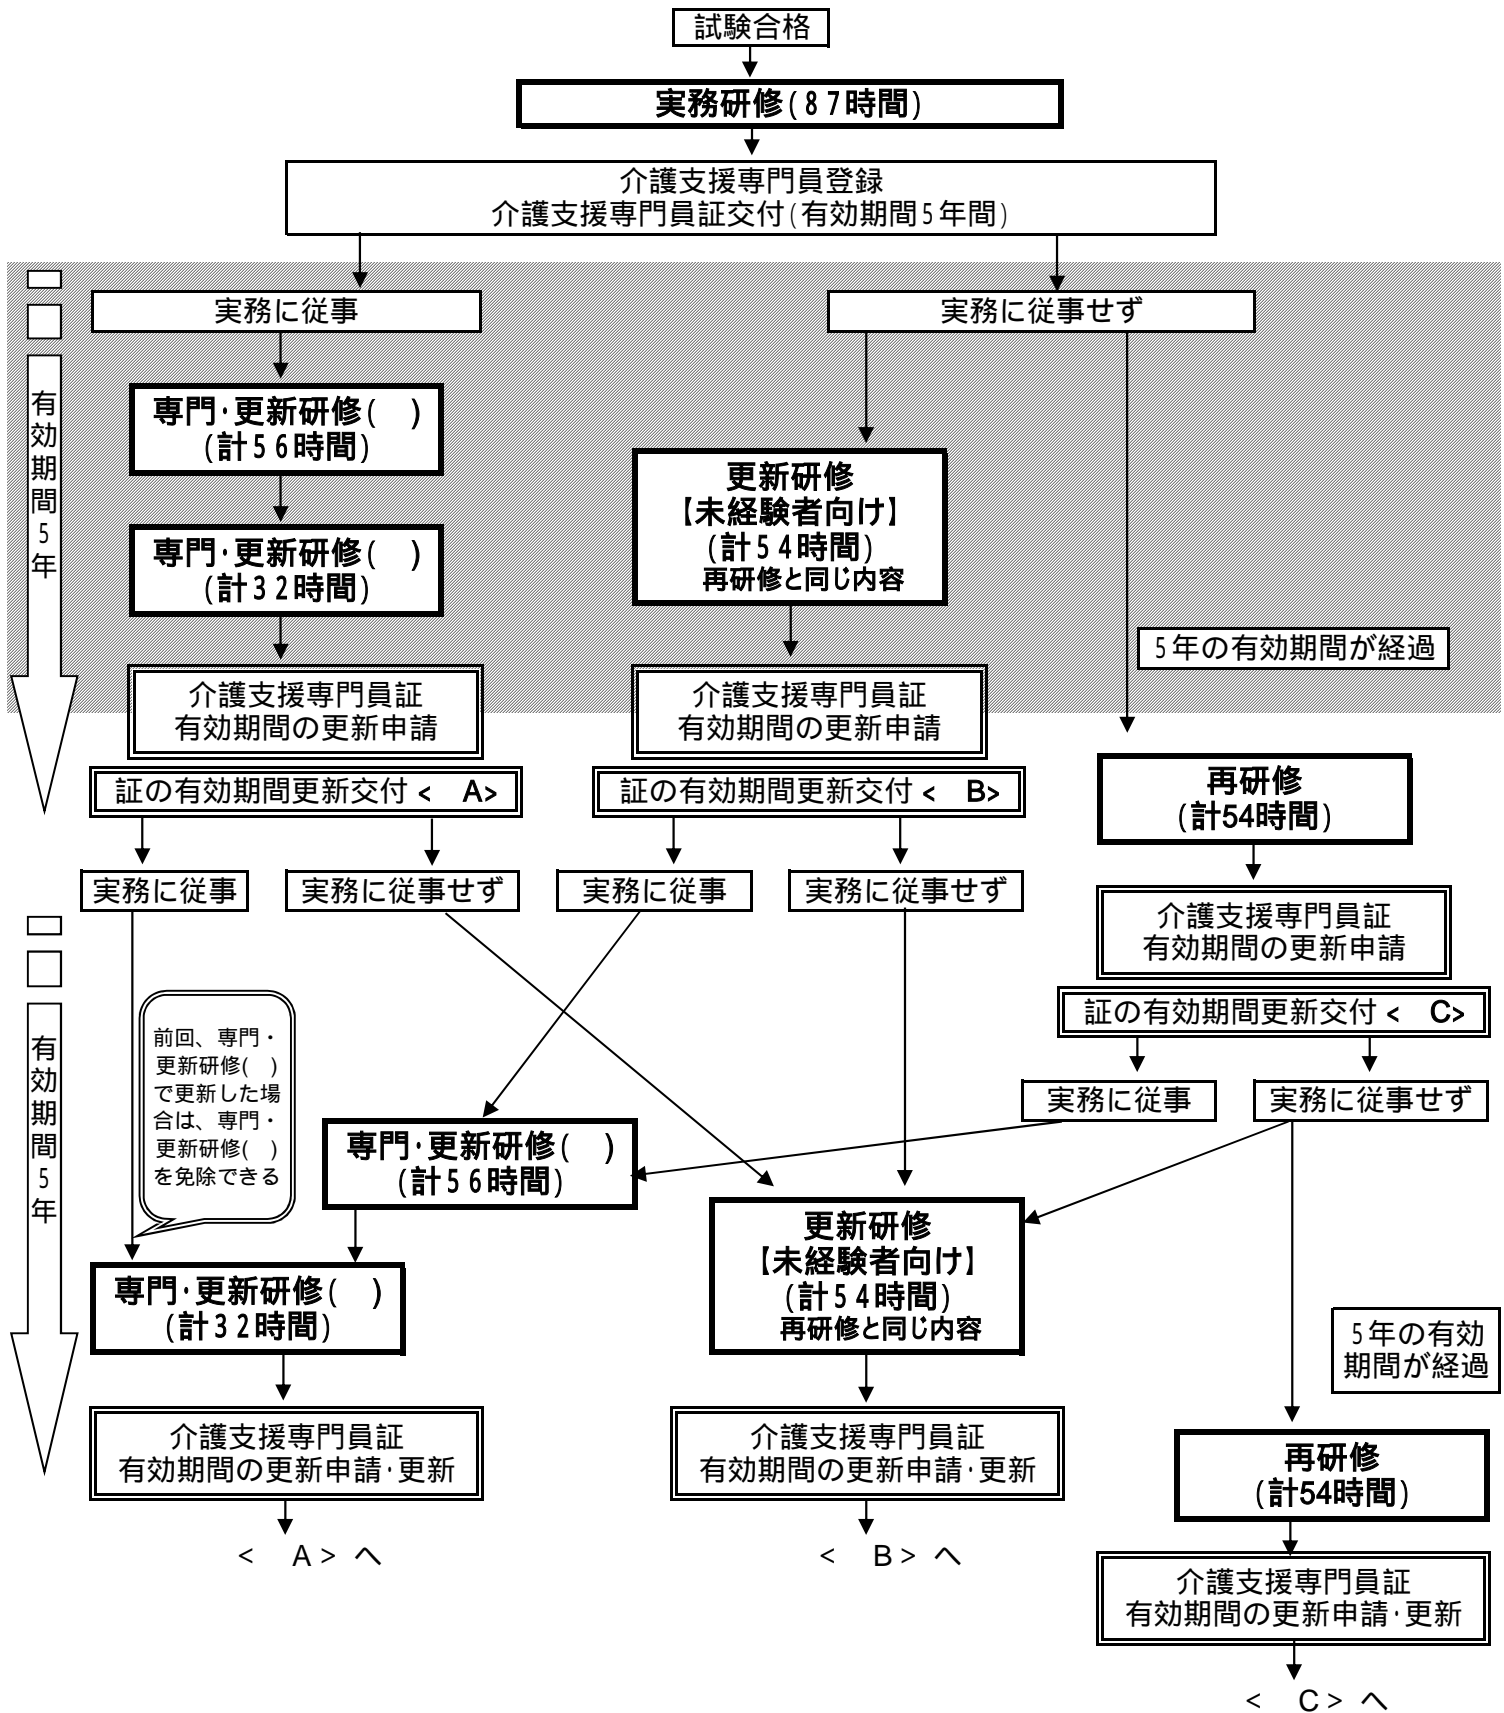 試験合格
実務研修(87時間)
介護支援専門員登録
介護支援専門員証交付(有効期間5年間)
実務に従事
実務に従事せず
有効期間5年
専門・更新研修(　)
(計56時間)
専門・更新研修(　)
(計32時間)
更新研修
【未経験者向け】
(計54時間)
再研修と同じ内容
5年の有効期間が経過
介護支援専門員証
有効期間の更新申請
介護支援専門員証
有効期間の更新申請
証の有効期間更新交付<　A>
証の有効期間更新交付<　B>
再研修
(計54時間)
実務に従事
実務に従事せず
実務に従事
実務に従事せず
介護支援専門員証
有効期間の更新申請
証の有効期間更新交付<　C>
実務に従事
実務に従事せず
有効期間5年
前回、専門・
更新研修(　)
で更新した場
合は、専門・
更新研修(　)
を免除できる
専門・更新研修(　)
(計56時間)
専門・更新研修(　)
(計32時間)
更新研修
【未経験者向け】
(計54時間)
再研修と同じ内容
5年の有効
期間が経過
介護支援専門員証
有効期間の更新申請・更新
介護支援専門員証
有効期間の更新申請・更新
再研修
(計54時間)
<　A>へ
<　B>へ
介護支援専門員証
有効期間の更新申請・更新
<　C>へ